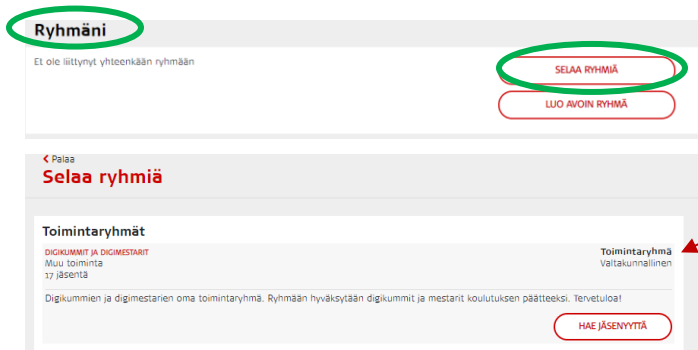 Ryhmäni
Et ole liittynyt yhteenkään ryhmään
SELAA RYHMIÄ
LUO AVOIN RYHMÄ
Palaa
Selaa ryhmiä
Toimintaryhmät
DIGIKUMMIT JA DIGIMESTARIT
Toimintaryhmä
Muu toiminta
Valtakunnallinen
17 jäsentä
Digikummien ja digimestarien oma toimintaryhmä. Ryhmään hyväksytään digikummit ja mestarit koulutuksen päätteeksi. Tervetuloa!
HAE JÄSENYYTTÄ